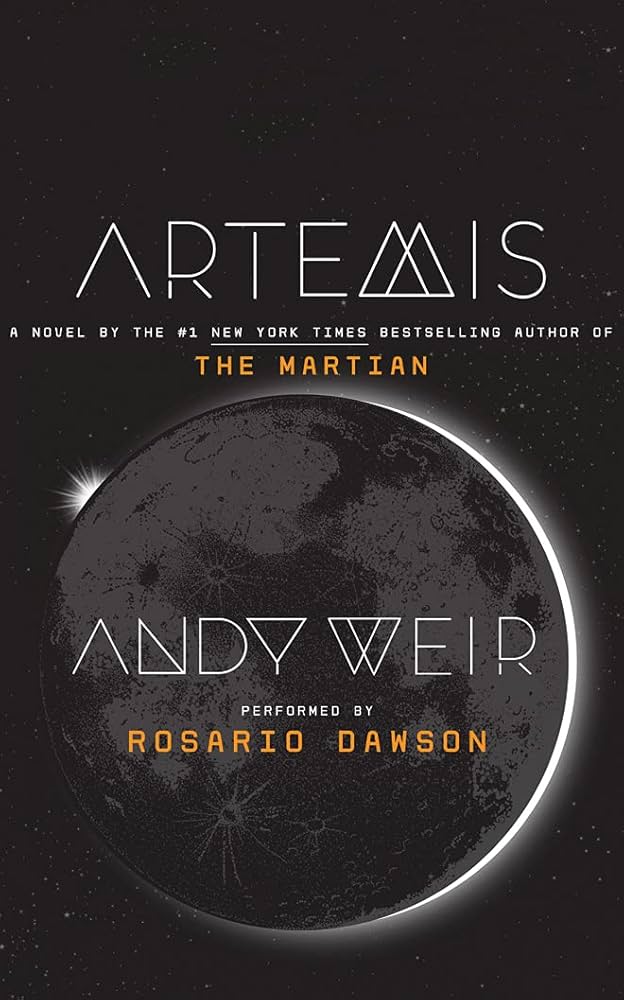 ARTEMIS
A NOVEL BY THE #1 NEW YORK TIMES BESTSELLING AUTHOR OF
THE MARTIAN
ANDY WEIR
PERFORMED BY
ROSARIO DAWSON